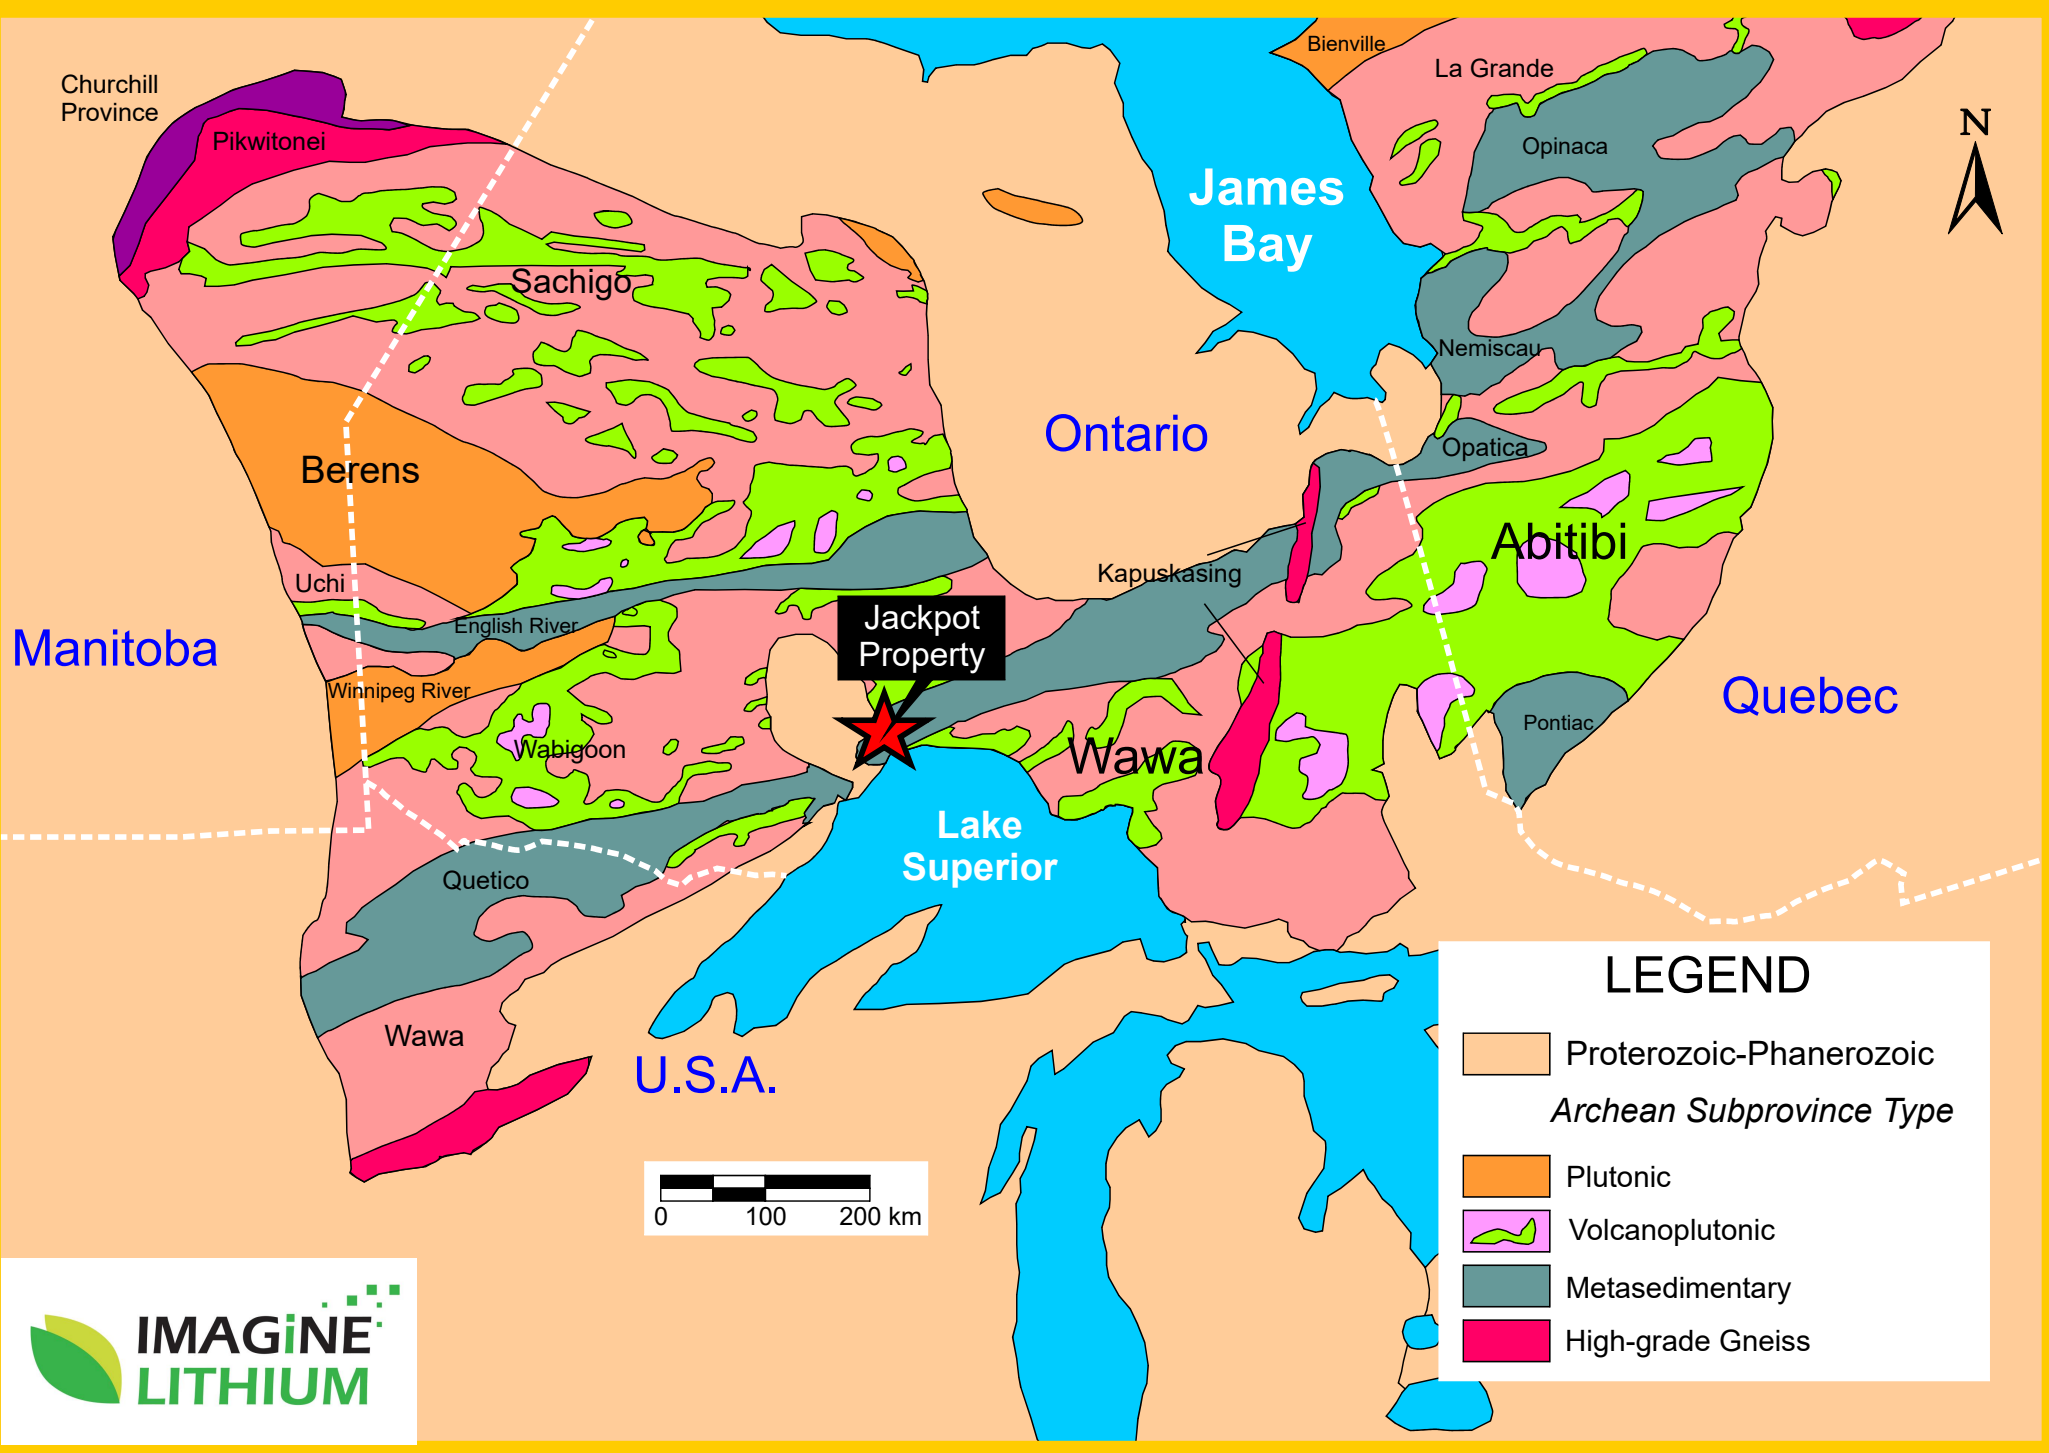 Churchill
Province
Pikwitonei
Bienville
La Grande
Opinaca
N
James
Bay
Sachigo
Nemiscau
Ontario
Opatica
Berens
Abitibi
Uchi
Kapuskasing
English River
Jackpot
Property
Manitoba
Winnipeg River
Quebec
Pontiac
Wabigoon
Wawa
Lake
Superior
Quetico
Wawa
U.S.A.
LEGEND
Proterozoic-Phanerozoic
Archean Subprovince Type
Plutonic
Volcanoplutonic
Metasedimentary
High-grade Gneiss
0 100 200 km
IMAGiNE
LITHIUM